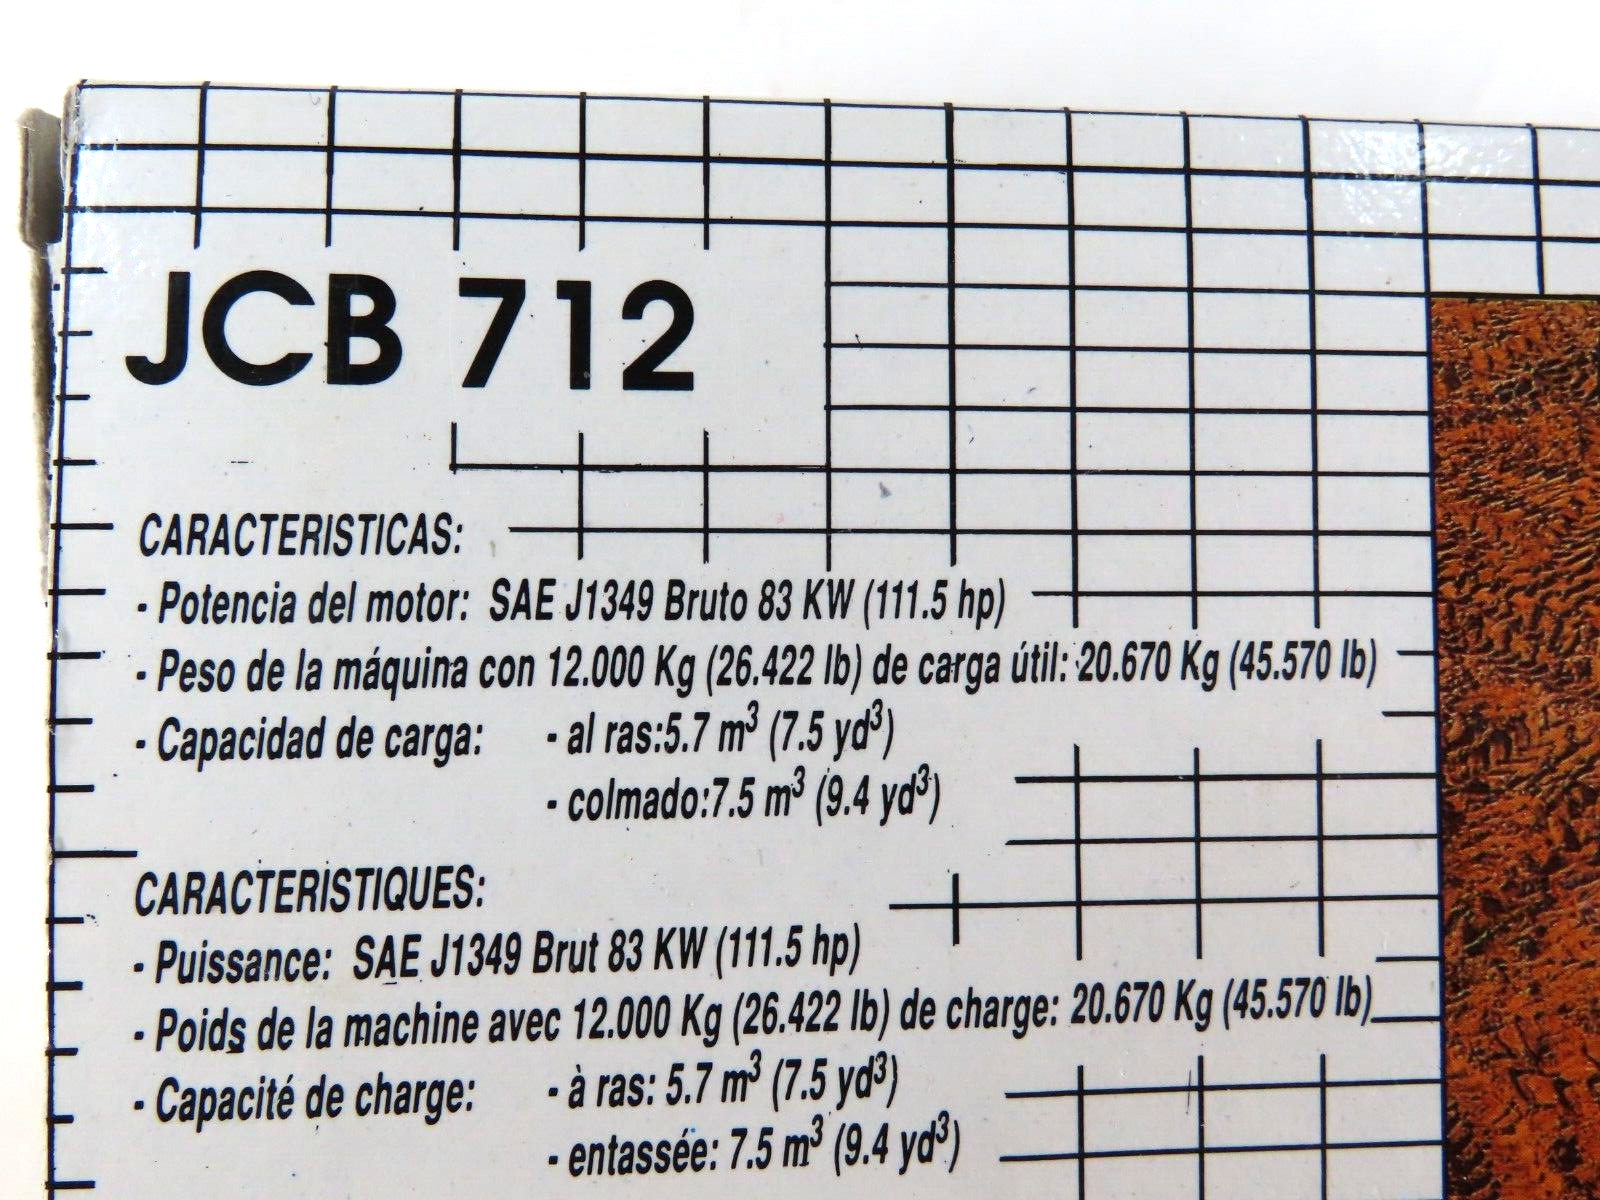 JCB 712
CARACTERISTICAS:
- Potencia del motor: SAE J1349 Bruto 83 KW (111.5 hp)
- Peso de la máquina con 12.000 Kg (26.422 lb) de carga útil: 20.670 Kg (45.570 lb)
- Capacidad de carga: - al ras:5.7 m³ (7.5 yd³)
- colmado:7.5 m³ (9.4 yd³)
CARACTERISTIQUES:
- Puissance: SAE J1349 Brut 83 KW (111.5 hp)
- Poids de la machine avec 12.000 Kg (26.422 lb) de charge: 20.670 Kg (45.570 lb)
- Capacité de charge: - à ras: 5.7 m³ (7.5 yd³)
- entassée: 7.5 m³ (9.4 yd³)